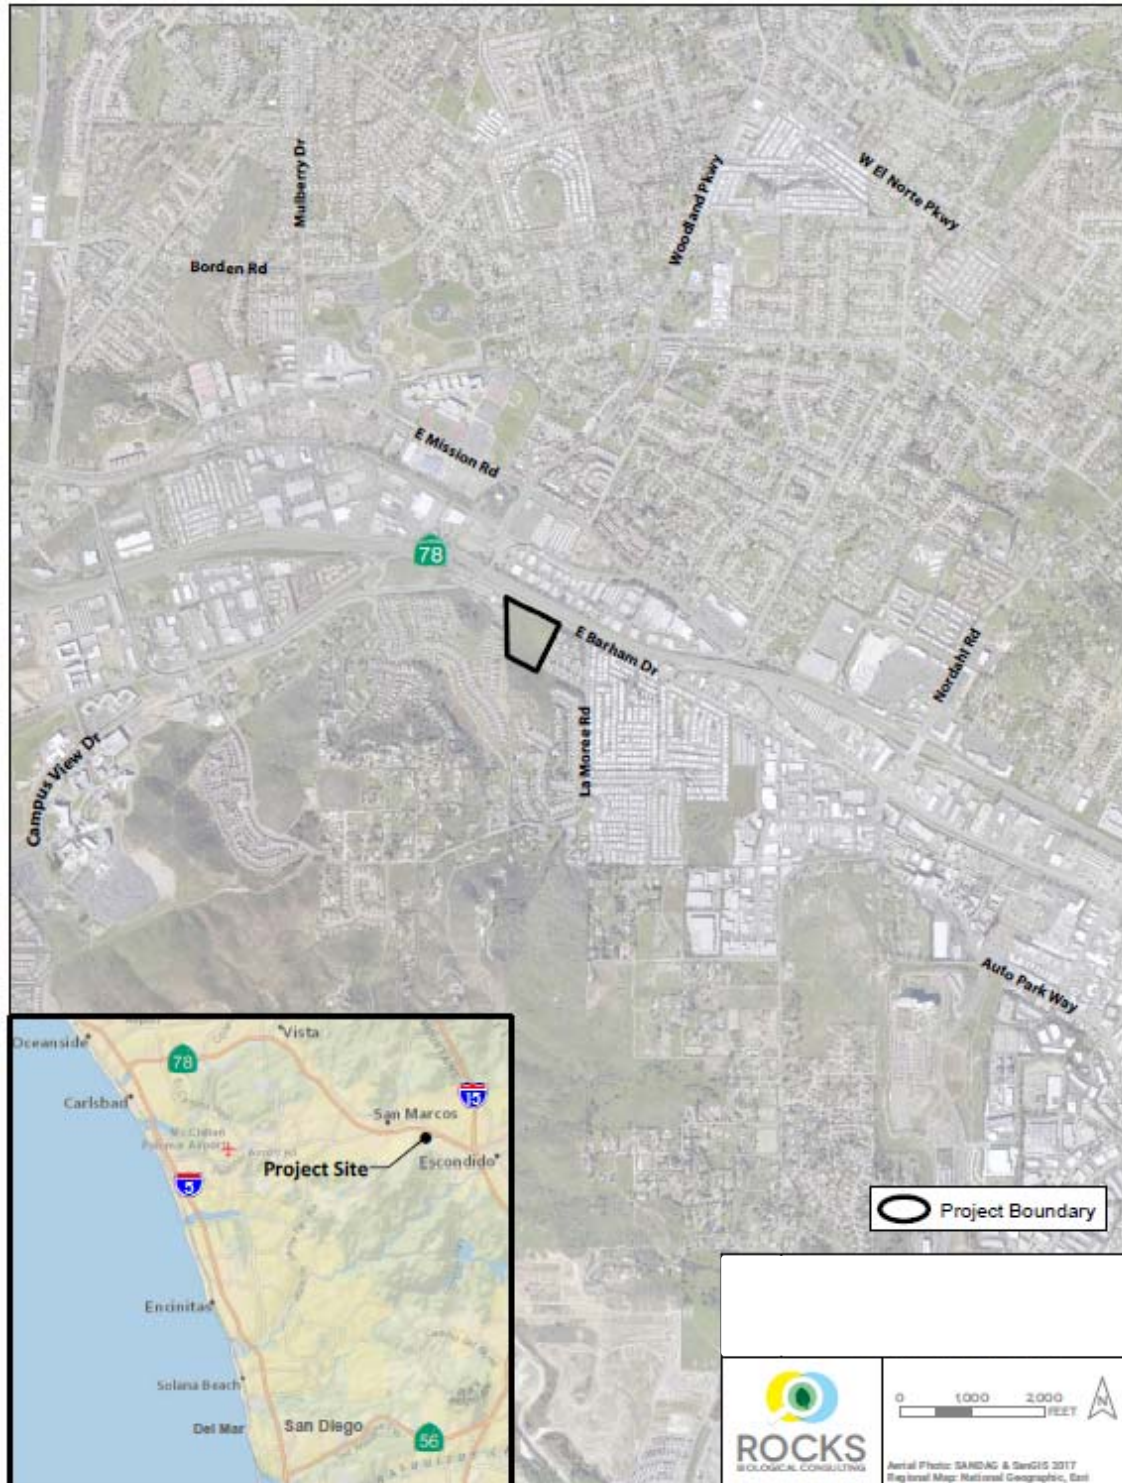 Mulberry Dr
Woodland Pkwy
W El Norte Pkwy
Borden Rd
E Mission Rd
78
E Barham Dr
Nordahl Rd
La Moree Rd
Campus View Dr
Auto Park Way
Oceanside
Vista
78
Carlsbad
15
San Marcos
Project Site
Escondido
5
Encinitas
Solana Beach
Del Mar
San Diego
56
Project Boundary
0 1,000 2,000
FEET
N
ROCKS
BIOLOGICAL CONSULTING
Aerial Photo: SANDAG & SanGIS 2017
Regional Map: National Geographic, Esri